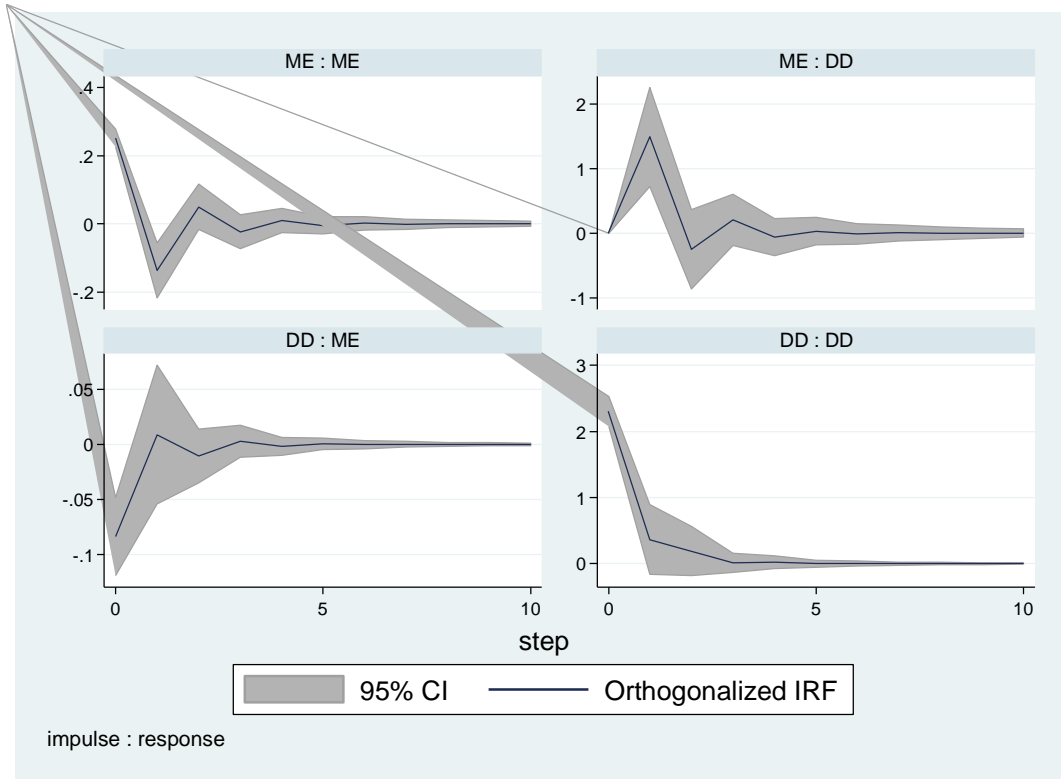 ME : ME
ME : DD
.4
.2
0
-.2
2
1
0
-1
DD : ME
DD : DD
.05
0
-.05
-.1
3
2
1
0
0 5 10
0 5 10
step
95% CI Orthogonalized IRF
impulse : response